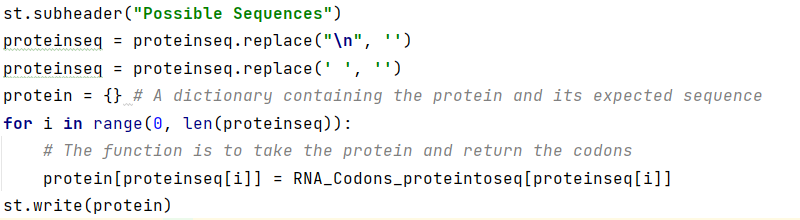 st.subheader("Possible Sequences")
proteinseq = proteinseq.replace("\n", '')
proteinseq = proteinseq.replace(' ', '')
protein = {} # A dictionary containing the protein and its expected sequence
for i in range(0, len(proteinseq)):
    # The function is to take the protein and return the codons
    protein[proteinseq[i]] = RNA_Codons_proteintoseq[proteinseq[i]]
st.write(protein)